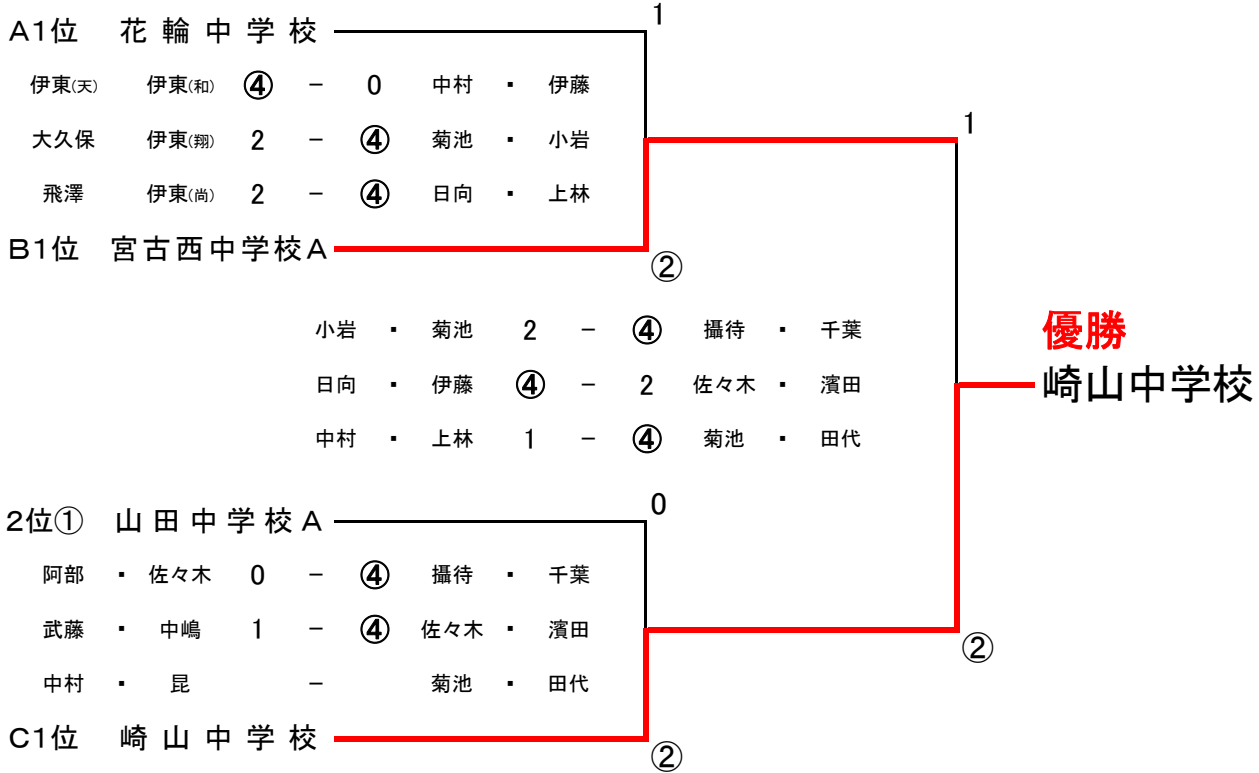 1
A1位 花輪中学校
伊東(天) 伊東(和) ④ － 0 中村 ・ 伊藤
大久保 伊東(翔) 2 － ④ 菊池 ・ 小岩
1
飛澤 伊東(尚) 2 － ④ 日向 ・ 上林
B1位 宮古西中学校A
②
小岩 ・ 菊池 2 － ④ 攝待 ・ 千葉
優勝
日向 ・ 伊藤 ④ － 2 佐々木 ・ 濱田
崎山中学校
中村 ・ 上林 1 － ④ 菊池 ・ 田代
0
2位① 山田中学校A
阿部 ・ 佐々木 0 － ④ 攝待 ・ 千葉
武藤 ・ 中嶋 1 － ④ 佐々木 ・ 濱田
②
中村 ・ 昆 － 菊池 ・ 田代
C1位 崎山中学校
②